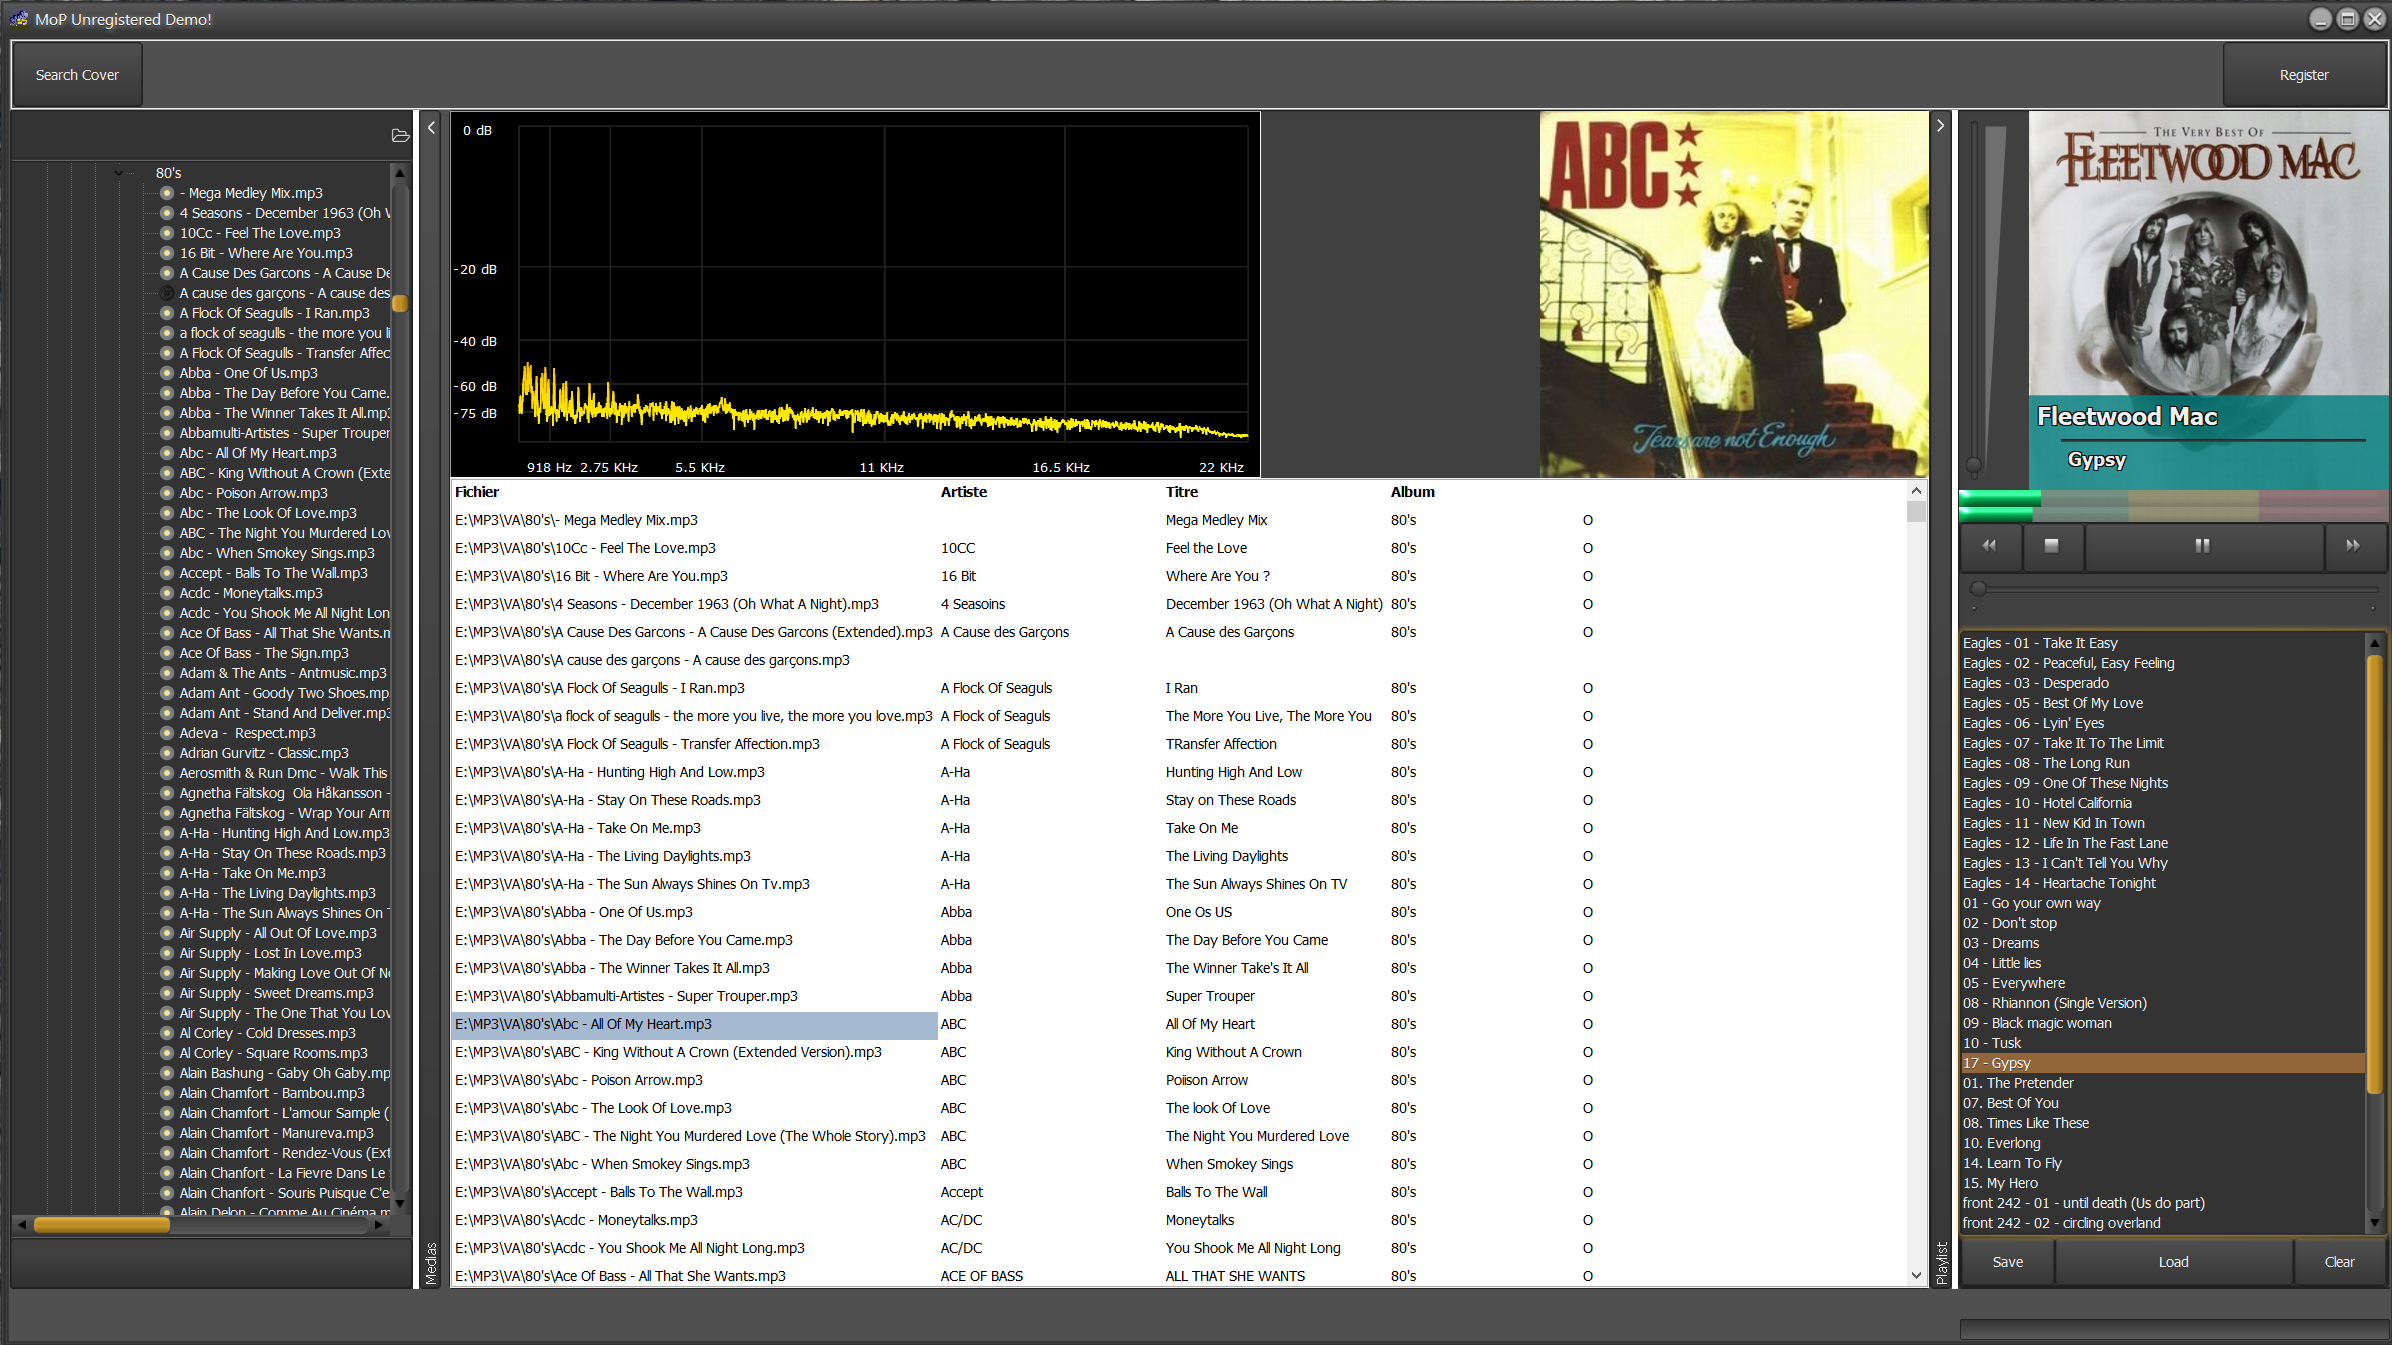 MoP Unregistered Demo!
Search Cover
Register
80's
- Mega Medley Mix.mp3
4 Seasons - December 1963 (Oh
10Cc - Feel The Love.mp3
16 Bit - Where Are You.mp3
A Cause Des Garcons - A Cause De
A cause des garçons - A cause des
A Flock Of Seagulls - I Ran.mp3
a flock of seagulls - the more you li
A Flock Of Seagulls - Transfer Affec
Abba - One Of Us.mp3
Abba - The Day Before You Came.
Abba - The Winner Takes It All.mp3
Abbamulti-Artistes - Super Trouper
Abc - All Of My Heart.mp3
ABC - King Without A Crown (Exte
Abc - Poison Arrow.mp3
Abc - The Look Of Love.mp3
ABC - The Night You Murdered Lov
Abc - When Smokey Sings.mp3
Accept - Balls To The Wall.mp3
Acdc - Moneytalks.mp3
Acdc - You Shook Me All Night Lon
Ace Of Bass - All That She Wants.m
Ace Of Bass - The Sign.mp3
Adam & The Ants - Antmusic.mp3
Adam Ant - Goody Two Shoes.mp
Adam Ant - Stand And Deliver.mp3
Adeva -  Respect.mp3
Adrian Gurvitz - Classic.mp3
Aerosmith & Run Dmc - Walk This
Agnetha Fältskog  Ola Håkansson -
Agnetha Fältskog - Wrap Your Arm
A-Ha - Hunting High And Low.mp3
A-Ha - Stay On These Roads.mp3
A-Ha - Take On Me.mp3
A-Ha - The Living Daylights.mp3
A-Ha - The Sun Always Shines On
Air Supply - All Out Of Love.mp3
Air Supply - Lost In Love.mp3
Air Supply - Making Love Out Of No
Air Supply - Sweet Dreams.mp3
Air Supply - The One That You Lov
Al Corley - Cold Dresses.mp3
Al Corley - Square Rooms.mp3
Alain Bashung - Gaby Oh Gaby.mp
Alain Chamfort - Bambou.mp3
Alain Chamfort - L'amour Sample (
Alain Chamfort - Manureva.mp3
Alain Chamfort - Rendez-Vous (Ext
Alain Chanfort - La Fievre Dans Le
Alain Chanfort - Souris Puisque C'e
Alain Delon - Comme Au Cinéma.m
Medias
0 dB
-20 dB
-40 dB
-60 dB
-75 dB
918 Hz 2.75 KHz 5.5 KHz 11 KHz 16.5 KHz 22 KHz
ABC
Tears are not Enough
Fichier Artiste Titre Album
E:\MP3\VA\80's\- Mega Medley Mix.mp3 Mega Medley Mix 80's O
E:\MP3\VA\80's\10Cc - Feel The Love.mp3 10CC Feel the Love 80's O
E:\MP3\VA\80's\16 Bit - Where Are You.mp3 16 Bit Where Are You ? 80's O
E:\MP3\VA\80's\4 Seasons - December 1963 (Oh What A Night).mp3 4 Seasoins December 1963 (Oh What A Night) 80's O
E:\MP3\VA\80's\A Cause Des Garcons - A Cause Des Garcons (Extended).mp3 A Cause des Garçons A Cause des Garçons 80's O
E:\MP3\VA\80's\A cause des garçons - A cause des garçons.mp3
E:\MP3\VA\80's\A Flock Of Seagulls - I Ran.mp3 A Flock Of Seaguls I Ran 80's O
E:\MP3\VA\80's\a flock of seagulls - the more you live, the more you love.mp3 A Flock of Seaguls The More You Live, The More You 80's O
E:\MP3\VA\80's\A Flock Of Seagulls - Transfer Affection.mp3 A Flock of Seaguls TRansfer Affection 80's O
E:\MP3\VA\80's\A-Ha - Hunting High And Low.mp3 A-Ha Hunting High And Low 80's O
E:\MP3\VA\80's\A-Ha - Stay On These Roads.mp3 A-Ha Stay on These Roads 80's O
E:\MP3\VA\80's\A-Ha - Take On Me.mp3 A-Ha Take On Me 80's O
E:\MP3\VA\80's\A-Ha - The Living Daylights.mp3 A-Ha The Living Daylights 80's O
E:\MP3\VA\80's\A-Ha - The Sun Always Shines On Tv.mp3 A-Ha The Sun Always Shines On TV 80's O
E:\MP3\VA\80's\Abba - One Of Us.mp3 Abba One Os US 80's O
E:\MP3\VA\80's\Abba - The Day Before You Came.mp3 Abba The Day Before You Came 80's O
E:\MP3\VA\80's\Abba - The Winner Takes It All.mp3 Abba The Winner Take's It All 80's O
E:\MP3\VA\80's\Abbamulti-Artistes - Super Trouper.mp3 Abba Super Trouper 80's O
E:\MP3\VA\80's\Abc - All Of My Heart.mp3 ABC All Of My Heart 80's O
E:\MP3\VA\80's\ABC - King Without A Crown (Extended Version).mp3 ABC King Without A Crown 80's O
E:\MP3\VA\80's\Abc - Poison Arrow.mp3 ABC Poiison Arrow 80's O
E:\MP3\VA\80's\Abc - The Look Of Love.mp3 ABC The look Of Love 80's O
E:\MP3\VA\80's\ABC - The Night You Murdered Love (The Whole Story).mp3 ABC The Night You Murdered Love 80's O
E:\MP3\VA\80's\Abc - When Smokey Sings.mp3 ABC When Smokey Sings 80's O
E:\MP3\VA\80's\Accept - Balls To The Wall.mp3 Accept Balls To The Wall 80's O
E:\MP3\VA\80's\Acdc - Moneytalks.mp3 AC/DC Moneytalks 80's O
E:\MP3\VA\80's\Acdc - You Shook Me All Night Long.mp3 AC/DC You Shook Me All Night Long 80's O
E:\MP3\VA\80's\Ace Of Bass - All That She Wants.mp3 ACE OF BASS ALL THAT SHE WANTS 80's O
Playlist
THE VERY BEST OF
FLEETWOOD MAC
Fleetwood Mac
Gypsy
Eagles - 01 - Take It Easy
Eagles - 02 - Peaceful, Easy Feeling
Eagles - 03 - Desperado
Eagles - 05 - Best Of My Love
Eagles - 06 - Lyin' Eyes
Eagles - 07 - Take It To The Limit
Eagles - 08 - The Long Run
Eagles - 09 - One Of These Nights
Eagles - 10 - Hotel California
Eagles - 11 - New Kid In Town
Eagles - 12 - Life In The Fast Lane
Eagles - 13 - I Can't Tell You Why
Eagles - 14 - Heartache Tonight
01 - Go your own way
02 - Don't stop
03 - Dreams
04 - Little lies
05 - Everywhere
08 - Rhiannon (Single Version)
09 - Black magic woman
10 - Tusk
17 - Gypsy
01. The Pretender
07. Best Of You
08. Times Like These
10. Everlong
14. Learn To Fly
15. My Hero
front 242 - 01 - until death (Us do part)
front 242 - 02 - circling overland
Save Load Clear